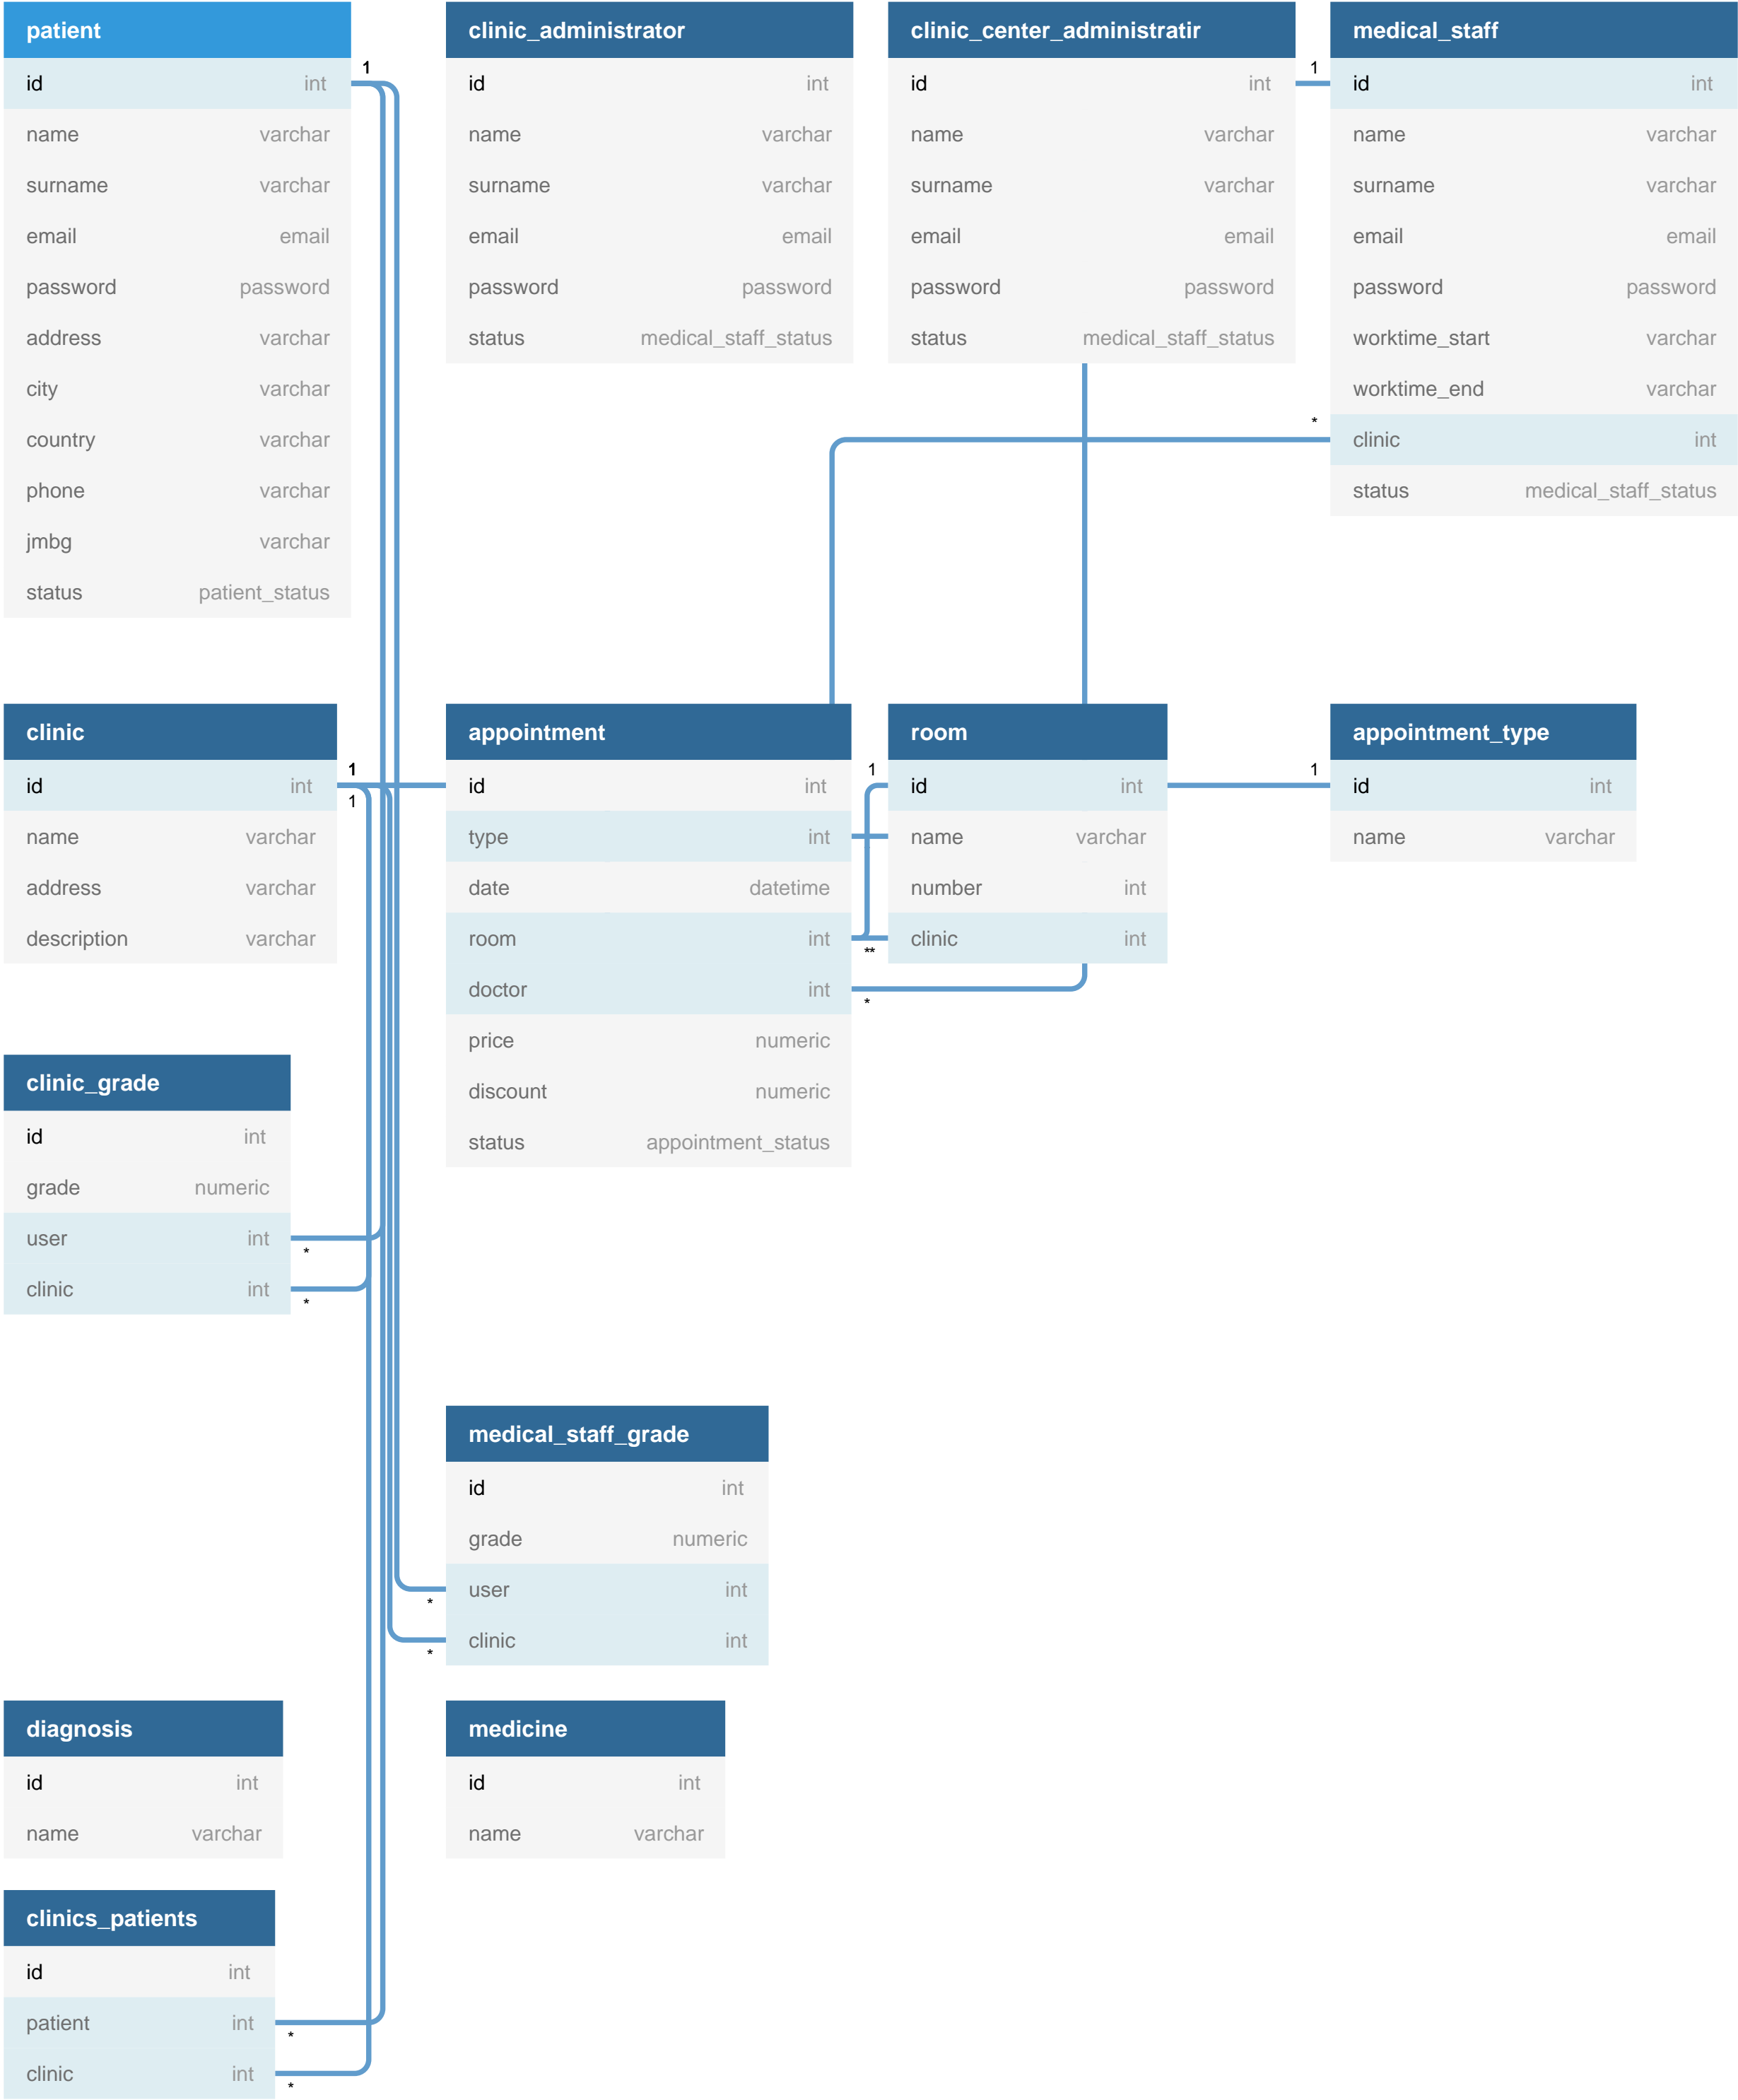 patient
id int
name varchar
surname varchar
email email
password password
address varchar
city varchar
country varchar
phone varchar
jmbg varchar
status patient_status
1
clinic_administrator
id int
name varchar
surname varchar
email email
password password
status medical_staff_status
clinic_center_administratir
id int
name varchar
surname varchar
email email
password password
status medical_staff_status
1
medical_staff
id int
name varchar
surname varchar
email email
password password
worktime_start varchar
worktime_end varchar
*
clinic int
status medical_staff_status
clinic
id int
name varchar
address varchar
description varchar
1
1
appointment
id int
type int
date datetime
room int
doctor int
price numeric
discount numeric
status appointment_status
1
**
*
room
id int
name varchar
number int
clinic int
1
appointment_type
id int
name varchar
clinic_grade
id int
grade numeric
user int
*
clinic int
*
medical_staff_grade
id int
grade numeric
user int
*
clinic int
*
diagnosis
id int
name varchar
medicine
id int
name varchar
clinics_patients
id int
patient int
*
clinic int
*